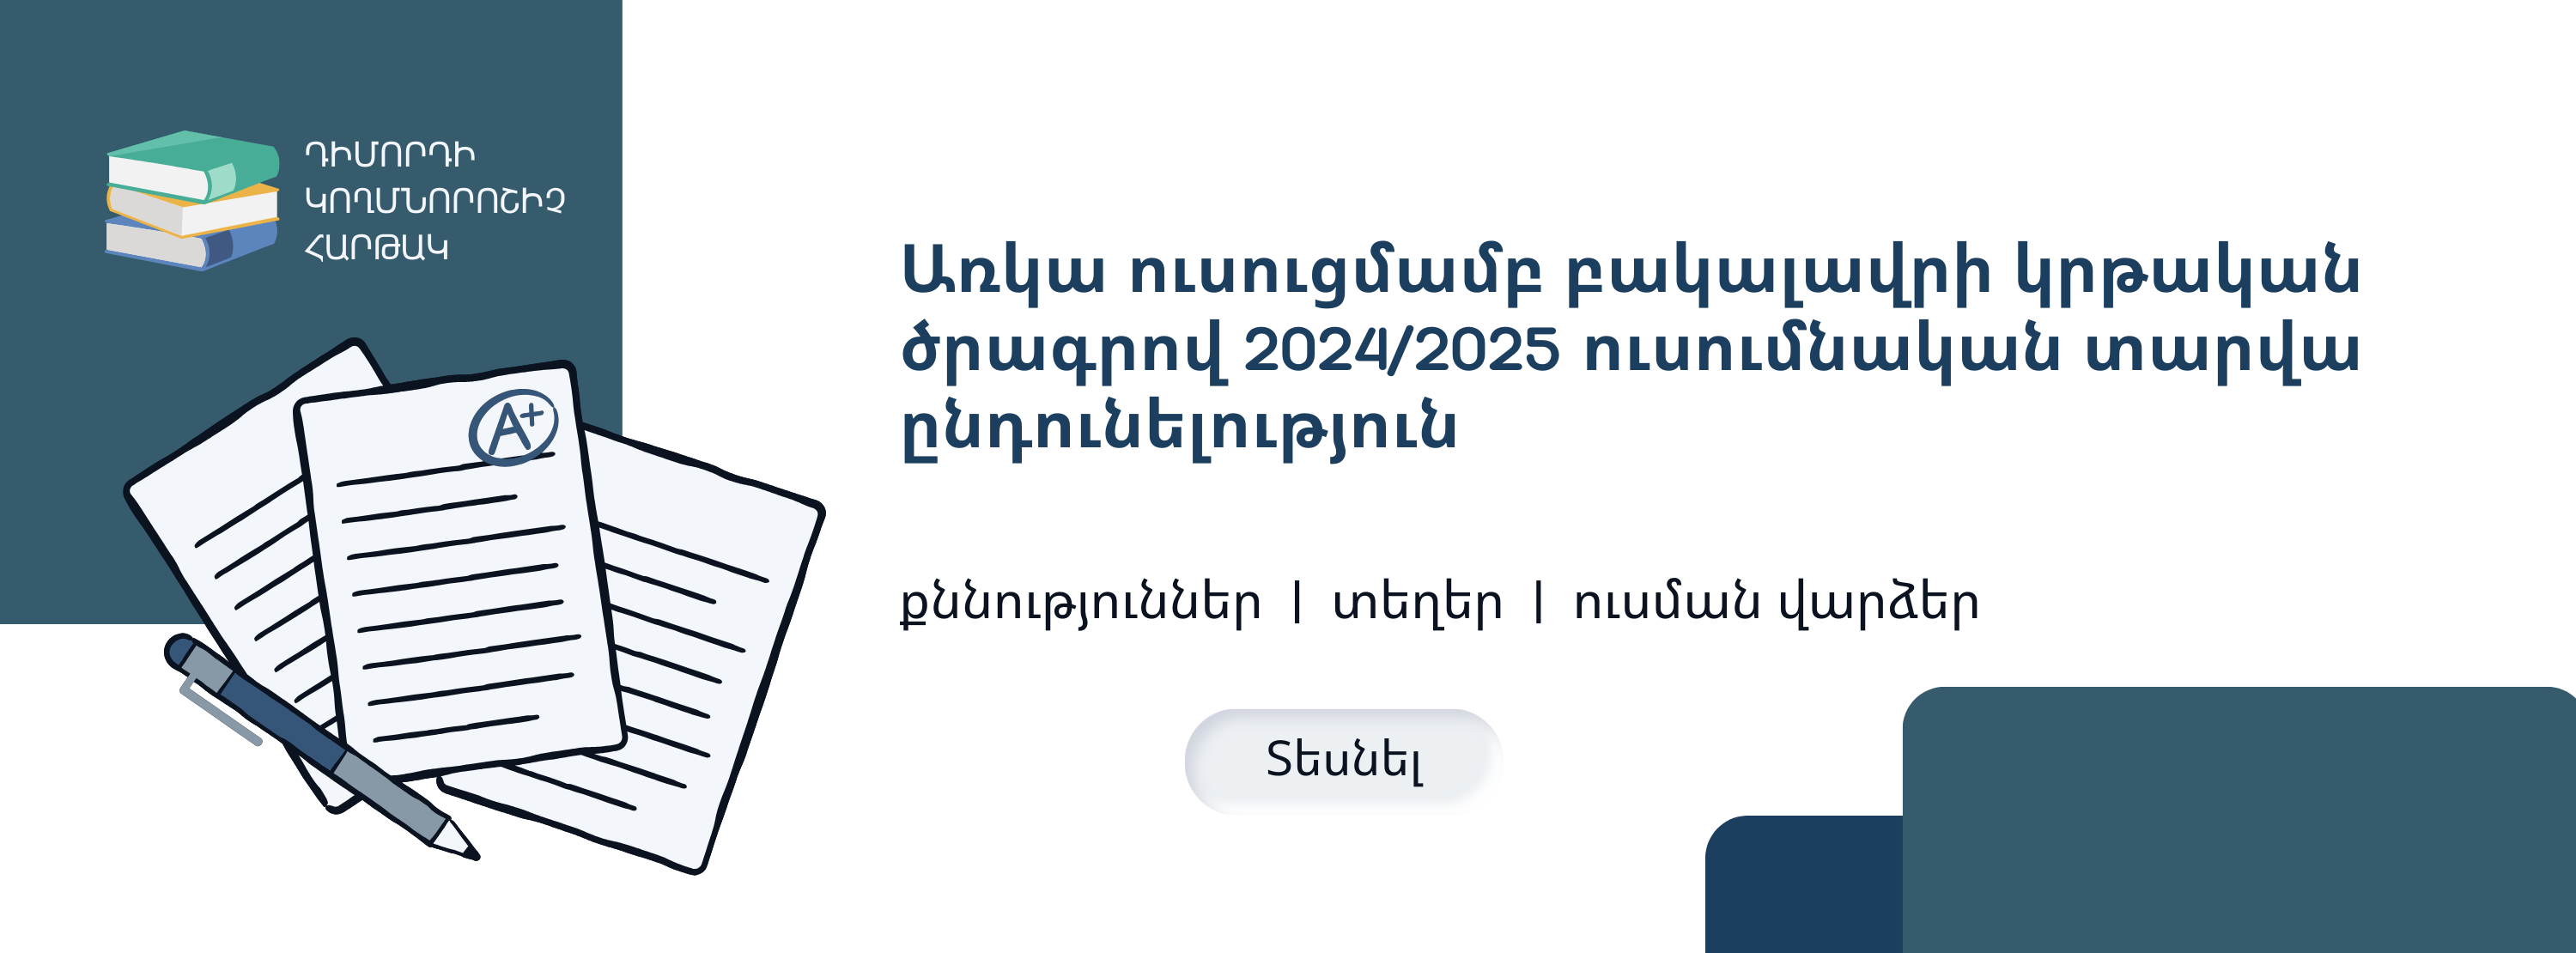 ԴԻՄՈՐԴԻ
ԿՈՂՄՆՈՐՈՇԻՉ
ՀԱՐԹԱԿ
A+
Առկա ուսուցմամբ բակալավրի կրթական
ծրագրով 2024/2025 ուսումնական տարվա
ընդունելություն
քննություններ | տեղեր | ուսման վարձեր
Տեսնել